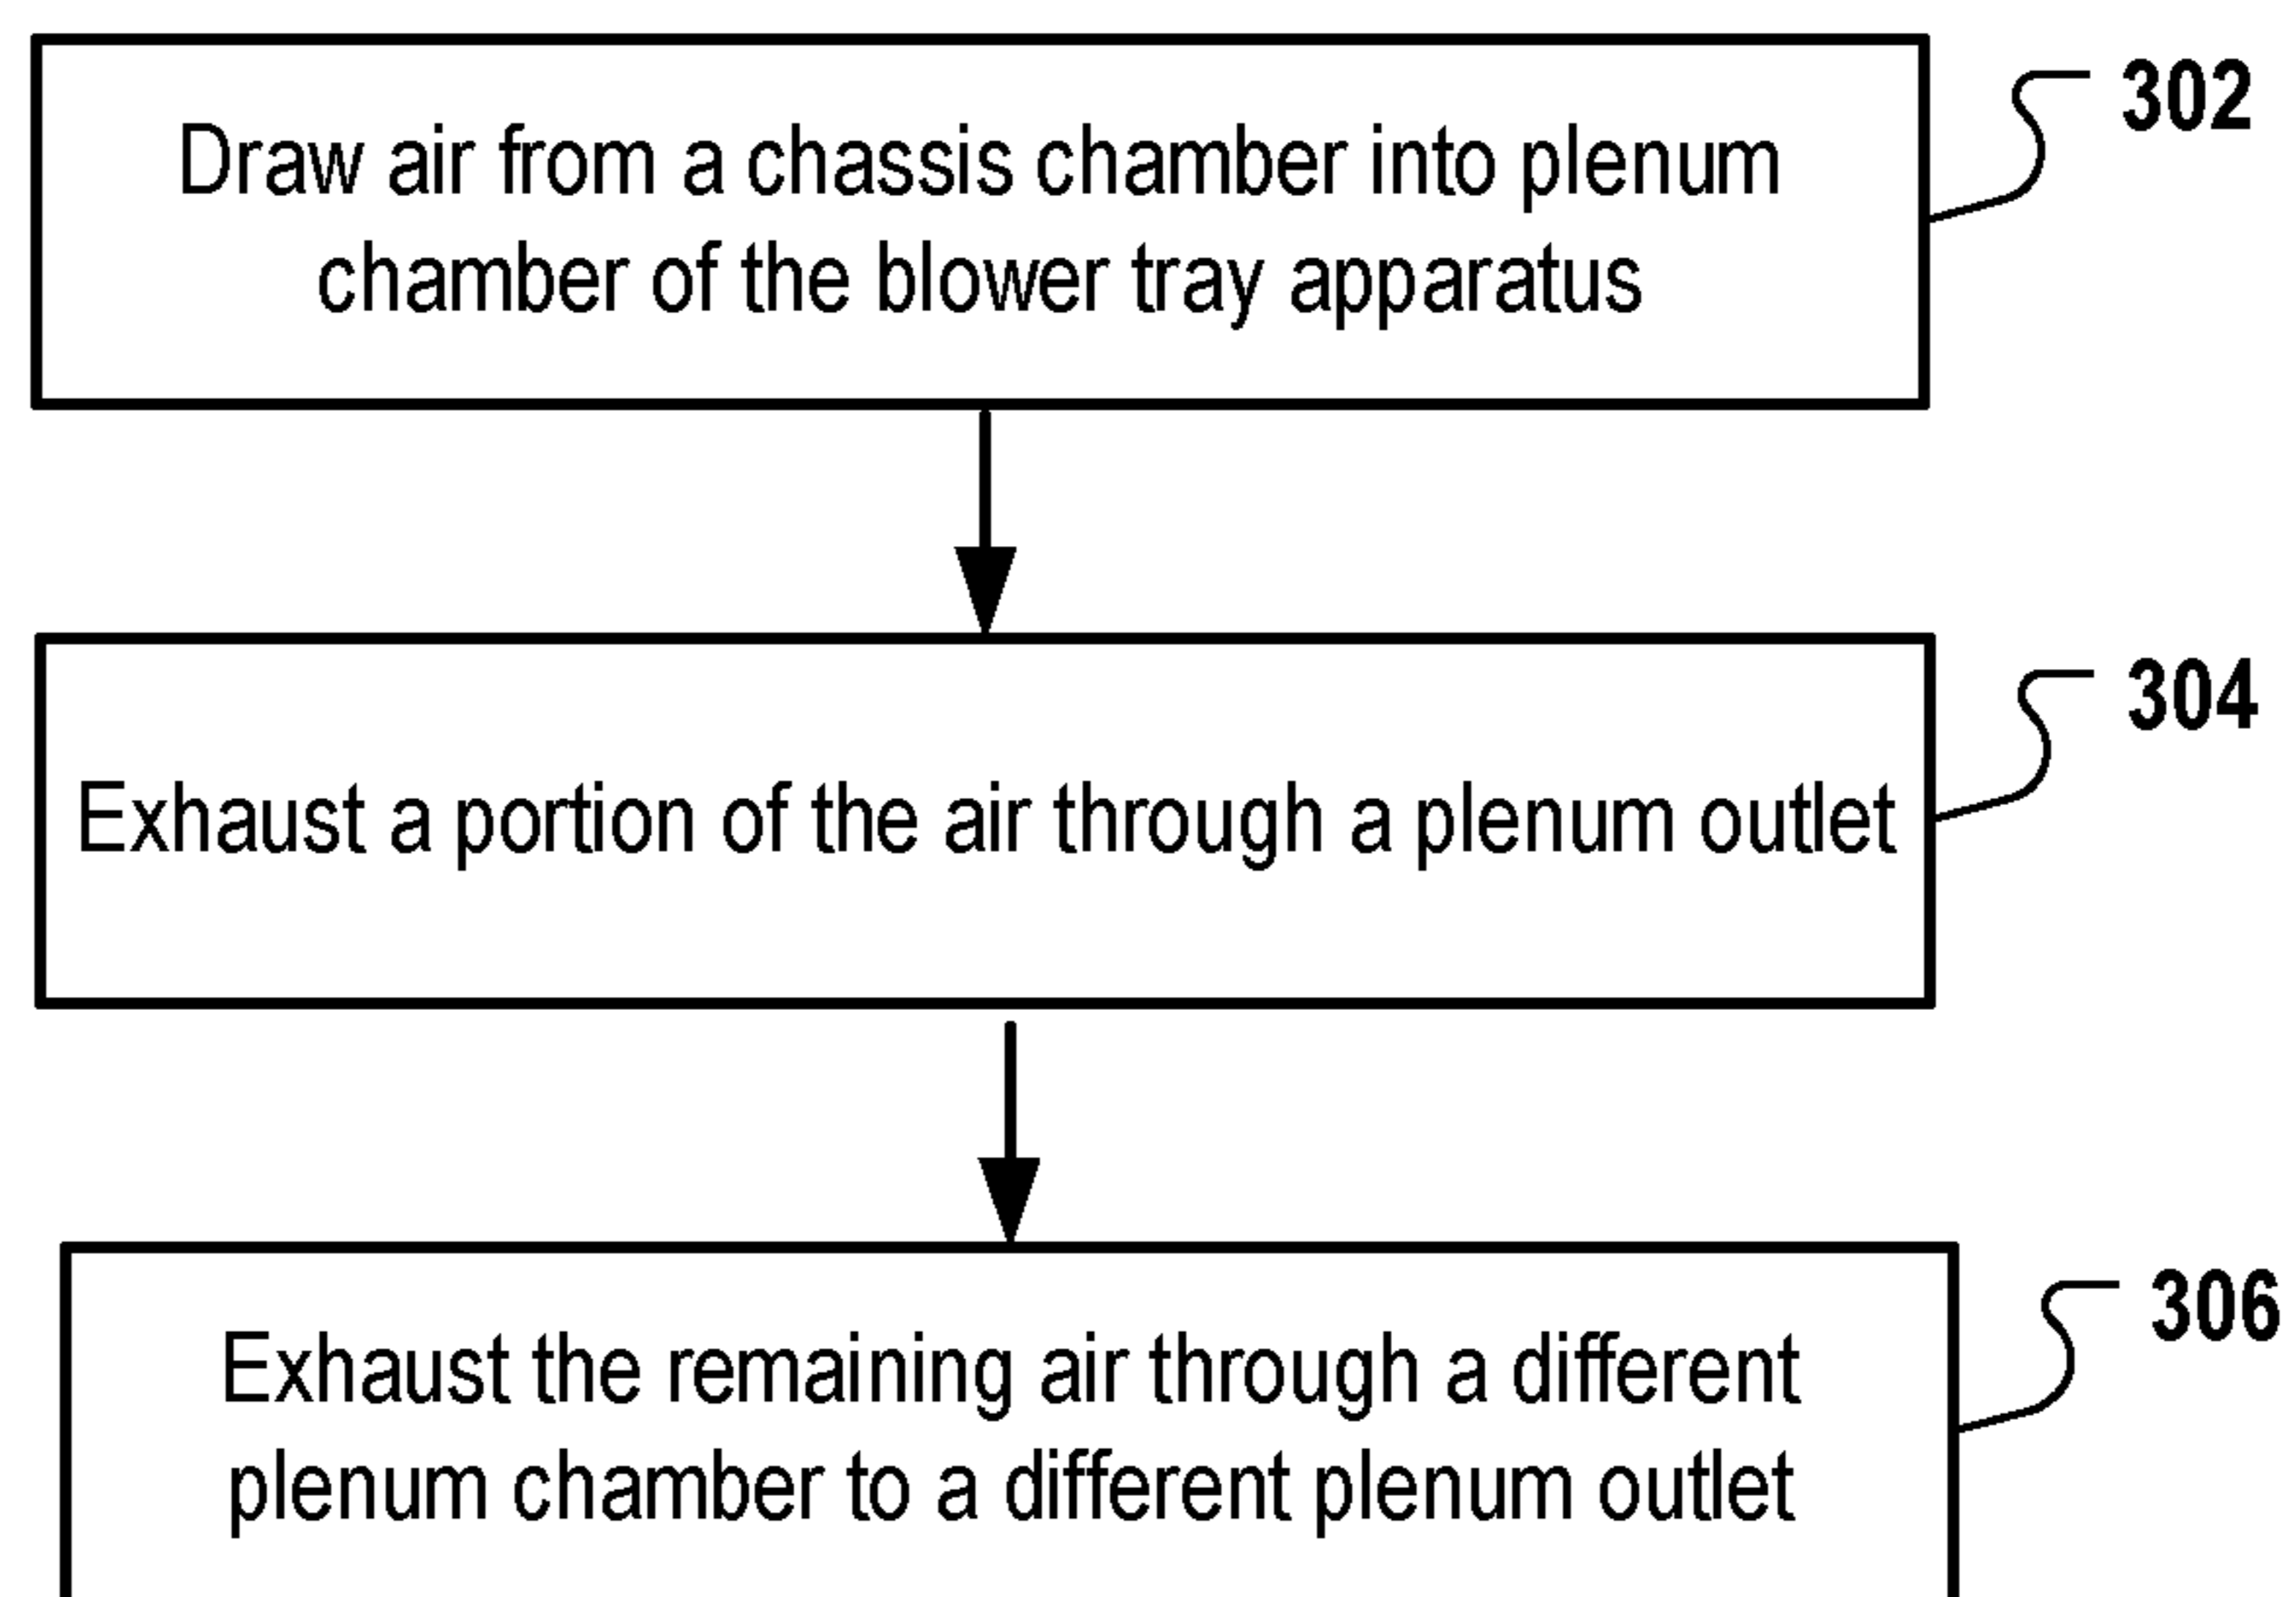 Draw air from a chassis chamber into plenum
chamber of the blower tray apparatus
302
Exhaust a portion of the air through a plenum outlet
304
Exhaust the remaining air through a different
plenum chamber to a different plenum outlet
306